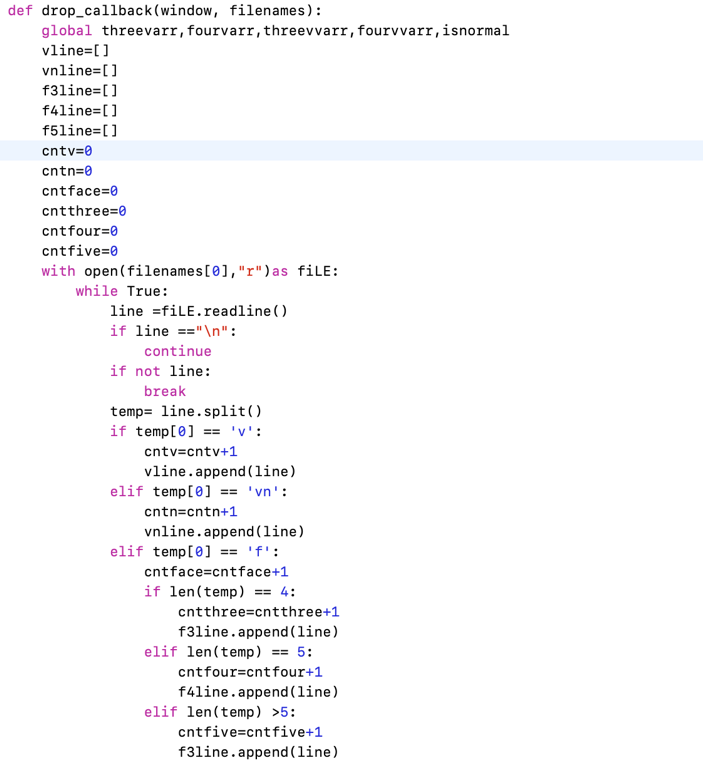 def drop_callback(window, filenames):
    global threevarr,fourvarr,threevvarr,fourvvarr,isnormal
    vline=[]
    vnline=[]
    f3line=[]
    f4line=[]
    f5line=[]
    cntv=0
    cntn=0
    cntface=0
    cntthree=0
    cntfour=0
    cntfive=0
    with open(filenames[0],"r")as fiLE:
        while True:
            line =fiLE.readline()
            if line =="\n":
                continue
            if not line:
                break
            temp= line.split()
            if temp[0] == 'v':
                cntv=cntv+1
                vline.append(line)
            elif temp[0] == 'vn':
                cntn=cntn+1
                vnline.append(line)
            elif temp[0] == 'f':
                cntface=cntface+1
                if len(temp) == 4:
                    cntthree=cntthree+1
                    f3line.append(line)
                elif len(temp) == 5:
                    cntfour=cntfour+1
                    f4line.append(line)
                elif len(temp) >5:
                    cntfive=cntfive+1
                    f3line.append(line)